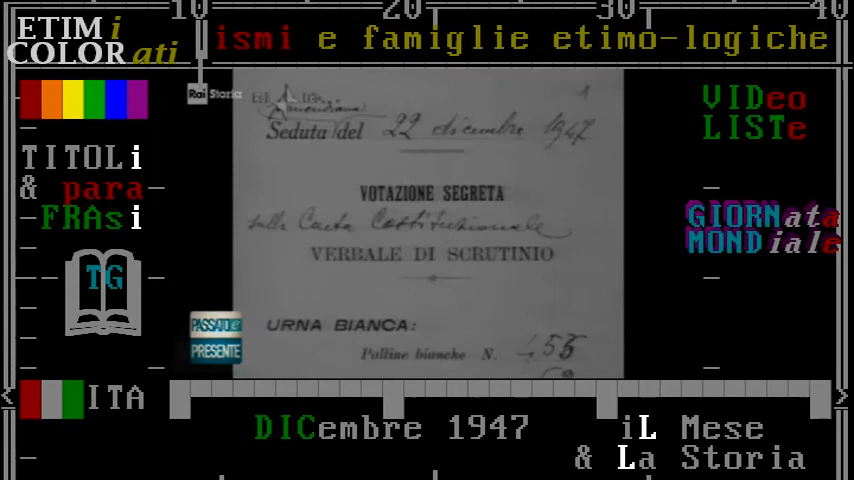 10 20 30 40
ETIMi
COLORati
ismi e famiglie etimo-logiche
Rai Storia
1
Seduta del 22 dicembre 1947
VIDeo
LISTe
TITOLi
& para
FRAsi
VOTAZIONE SEGRETA
sulla Carta Costituzionale
VERBALE DI SCRUTINIO
GIORNata
MONDiale
TG
PASSATO e
PRESENTE
URNA BIANCA:
Palline bianche N. 455
ITA
DICembre 1947
iL Mese
& La Storia